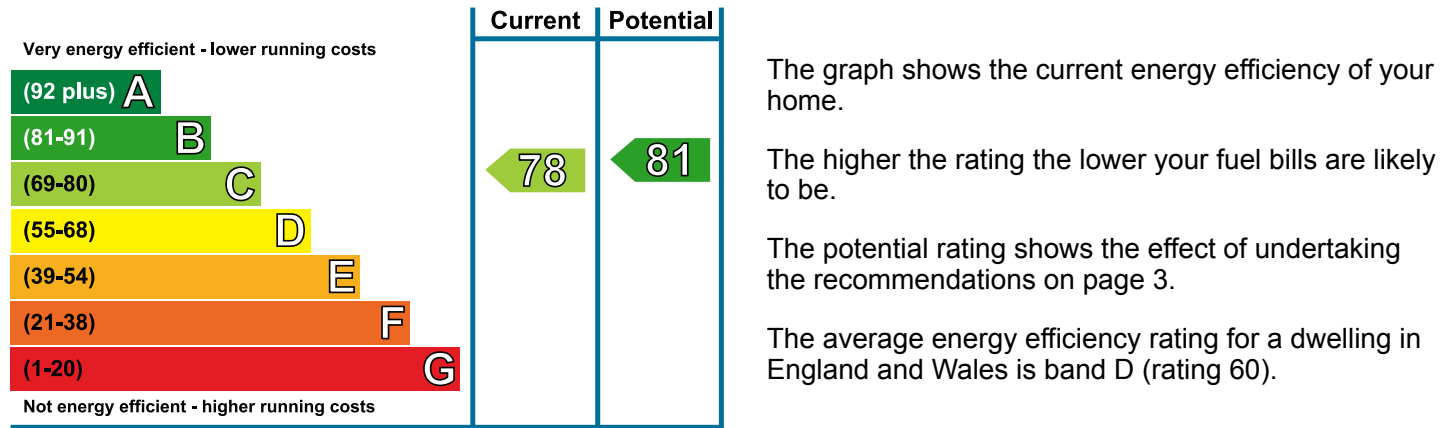 Current Potential
Very energy efficient - lower running costs
(92 plus) A
(81-91) B
(69-80) C
(55-68) D
(39-54) E
(21-38) F
(1-20) G
Not energy efficient - higher running costs
78 81
The graph shows the current energy efficiency of your
home.
The higher the rating the lower your fuel bills are likely
to be.
The potential rating shows the effect of undertaking
the recommendations on page 3.
The average energy efficiency rating for a dwelling in
England and Wales is band D (rating 60).